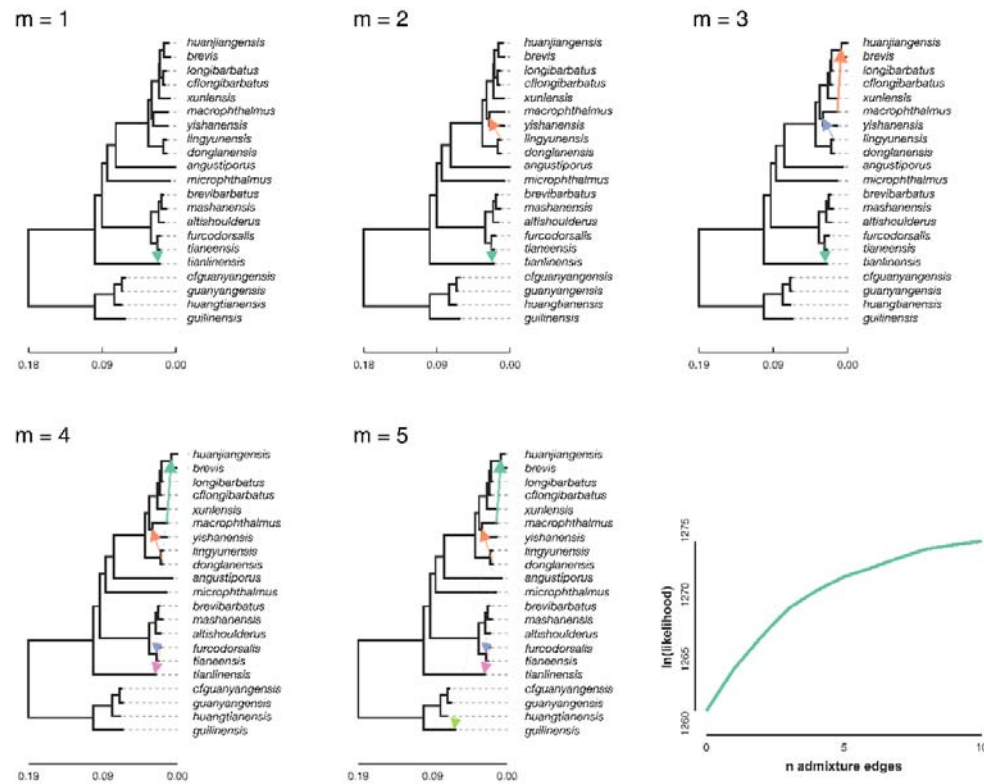 m = 1
huanjiangensis
brevis
longibarbatus
cflongibarbatus
xunlensis
macrophthalmus
yishanensis
lingyunensis
donglanensis
angustiporus
microphthalmus
brevibarbatus
mashanensis
altishoulderus
furcodorsalis
tianeensis
tianlinensis
cfguanyangensis
guanyangensis
huangtianensis
guilinensis
0.18 0.09 0.00
m = 2
huanjiangensis
brevis
longibarbatus
cflongibarbatus
xunlensis
macrophthalmus
yishanensis
lingyunensis
donglanensis
angustiporus
microphthalmus
brevibarbatus
mashanensis
altishoulderus
furcodorsalis
tianeensis
tianlinensis
cfguanyangensis
guanyangensis
huangtianensis
guilinensis
0.18 0.09 0.00
m = 3
huanjiangensis
brevis
longibarbatus
cflongibarbatus
xunlensis
macrophthalmus
yishanensis
lingyunensis
donglanensis
angustiporus
microphthalmus
brevibarbatus
mashanensis
altishoulderus
furcodorsalis
tianeensis
tianlinensis
cfguanyangensis
guanyangensis
huangtianensis
guilinensis
0.19 0.09 0.00
m = 4
huanjiangensis
brevis
longibarbatus
cflongibarbatus
xunlensis
macrophthalmus
yishanensis
lingyunensis
donglanensis
angustiporus
microphthalmus
brevibarbatus
mashanensis
altishoulderus
furcodorsalis
tianeensis
tianlinensis
cfguanyangensis
guanyangensis
huangtianensis
guilinensis
0.19 0.09 0.00
m = 5
huanjiangensis
brevis
longibarbatus
cflongibarbatus
xunlensis
macrophthalmus
yishanensis
lingyunensis
donglanensis
angustiporus
microphthalmus
brevibarbatus
mashanensis
altishoulderus
furcodorsalis
tianeensis
tianlinensis
cfguanyangensis
guanyangensis
huangtianensis
guilinensis
0.19 0.09 0.00
ln(likelihood)
1275
1270
1265
1260
0 5 10
n admixture edges